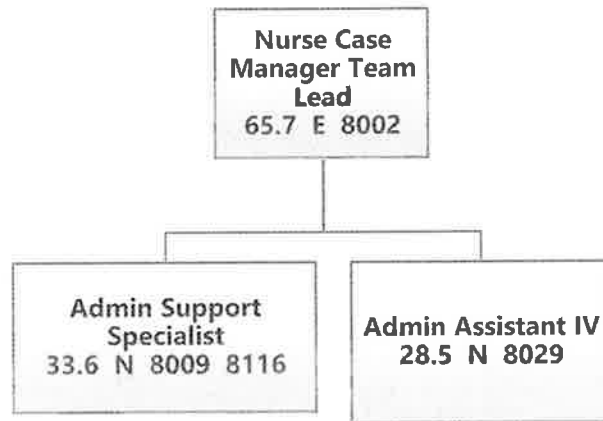 Nurse Case
Manager Team
Lead
65.7 E 8002
Admin Support
Specialist
33.6 N 8009 8116
Admin Assistant IV
28.5 N 8029